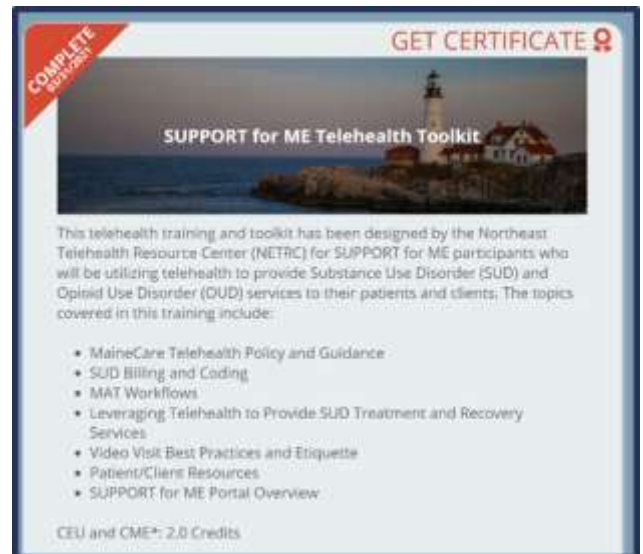 COMPLETE
03/31/2021
GET CERTIFICATE
SUPPORT for ME Telehealth Toolkit
This telehealth training and toolkit has been designed by the Northeast
Telehealth Resource Center (NETRC) for SUPPORT for ME participants who
will be utilizing telehealth to provide Substance Use Disorder (SUD) and
Opioid Use Disorder (OUD) services to their patients and clients. The topics
covered in this training include:
• MaineCare Telehealth Policy and Guidance
• SUD Billing and Coding
• MAT Workflows
• Leveraging Telehealth to Provide SUD Treatment and Recovery
Services
• Video Visit Best Practices and Etiquette
• Patient/Client Resources
• SUPPORT for ME Portal Overview
CEU and CME*: 2.0 Credits